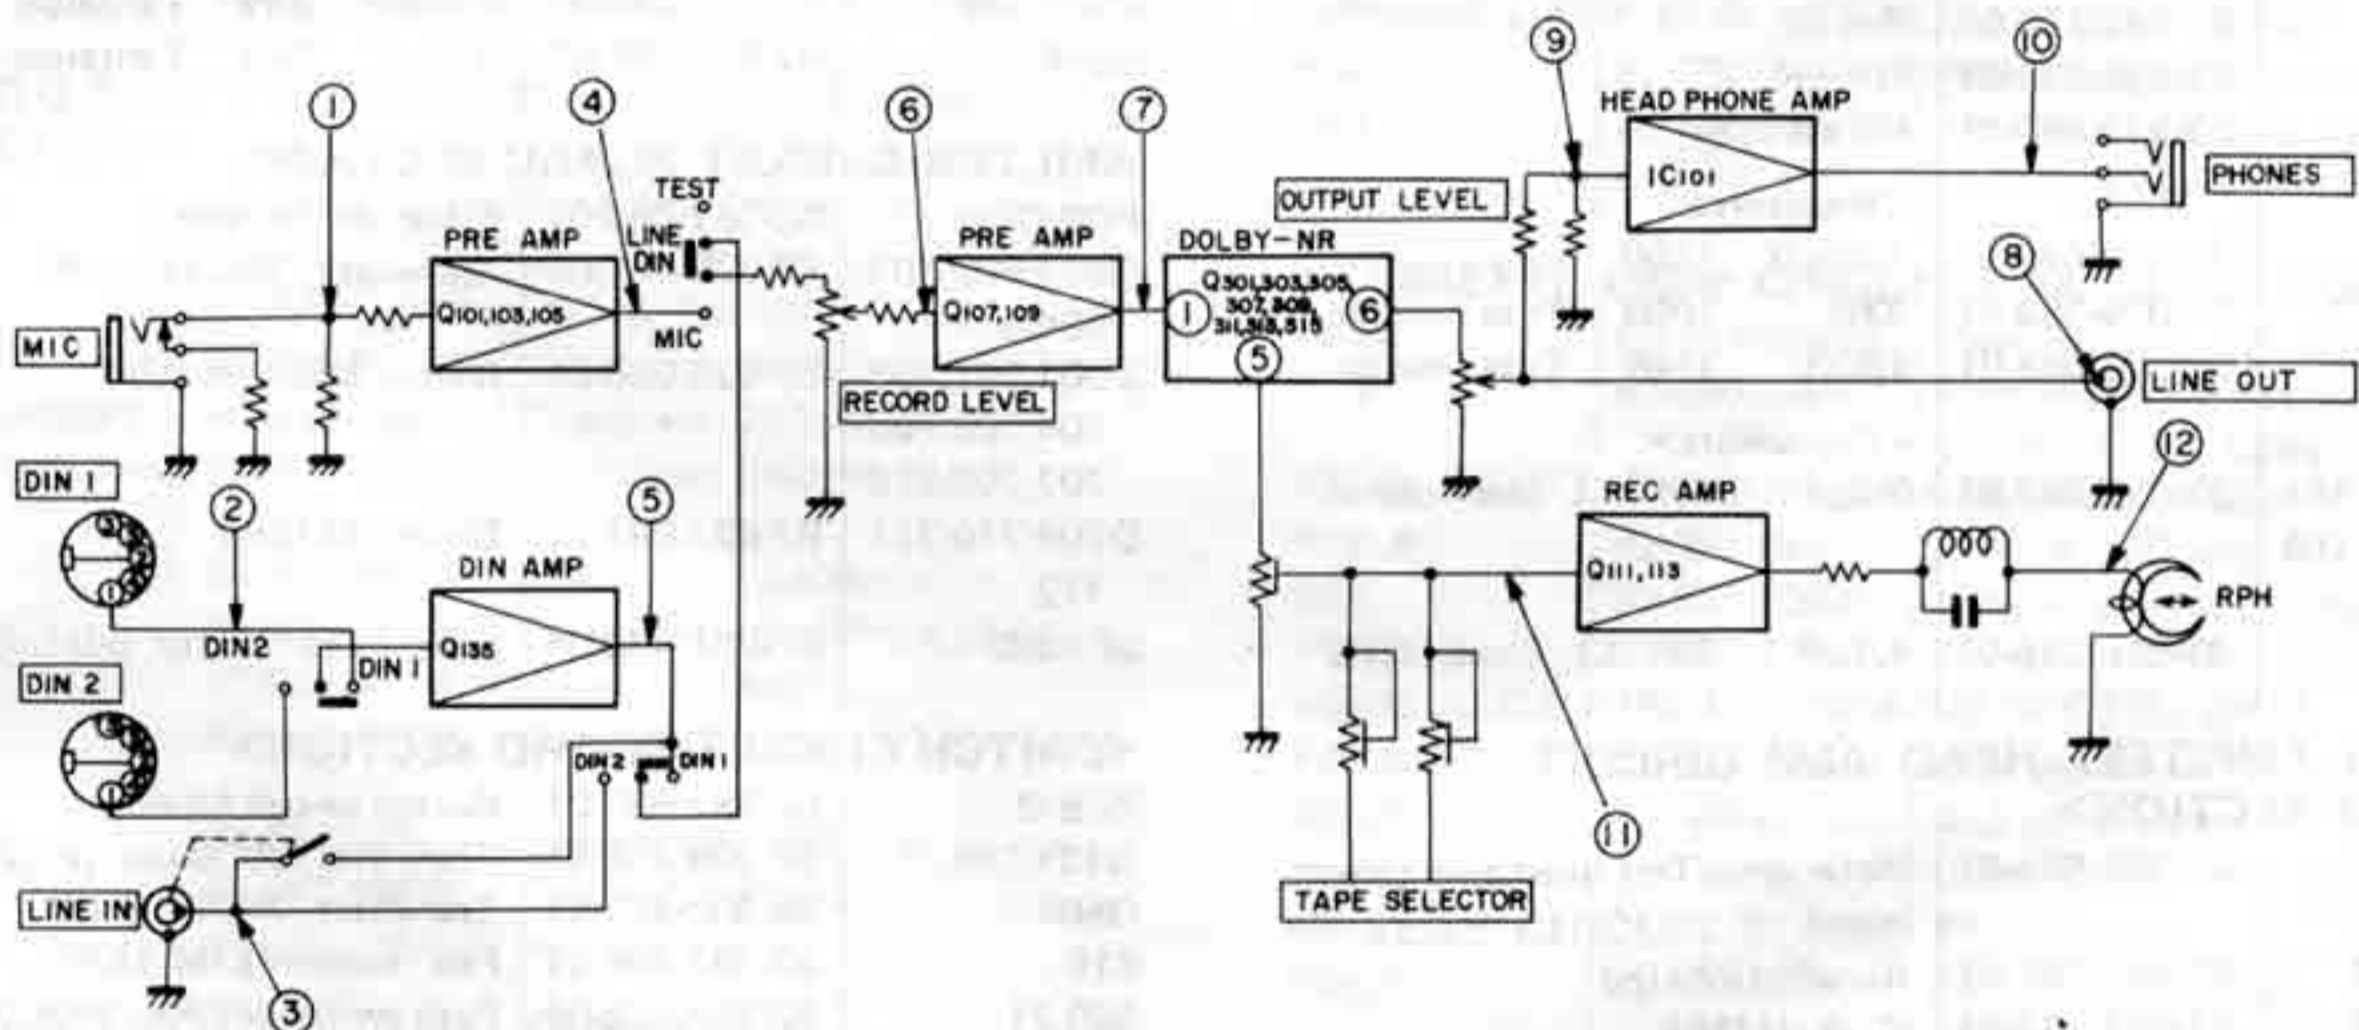 9
10
HEAD PHONE AMP
IC101
PHONES
1
4
6
7
TEST
OUTPUT LEVEL
LINE
DIN
PRE AMP
PRE AMP
DOLBY-NR
8
Q101,103,105
Q107,109
Q301,303,305,
307,309,
311,313,315
1
6
5
MIC
MIC
RECORD LEVEL
LINE OUT
12
DIN 1
2
5
REC AMP
DIN AMP
1
Q111,113
RPH
DIN2
DIN 1
Q135
DIN 2
DIN2
DIN1
1
11
TAPE SELECTOR
LINE IN
3